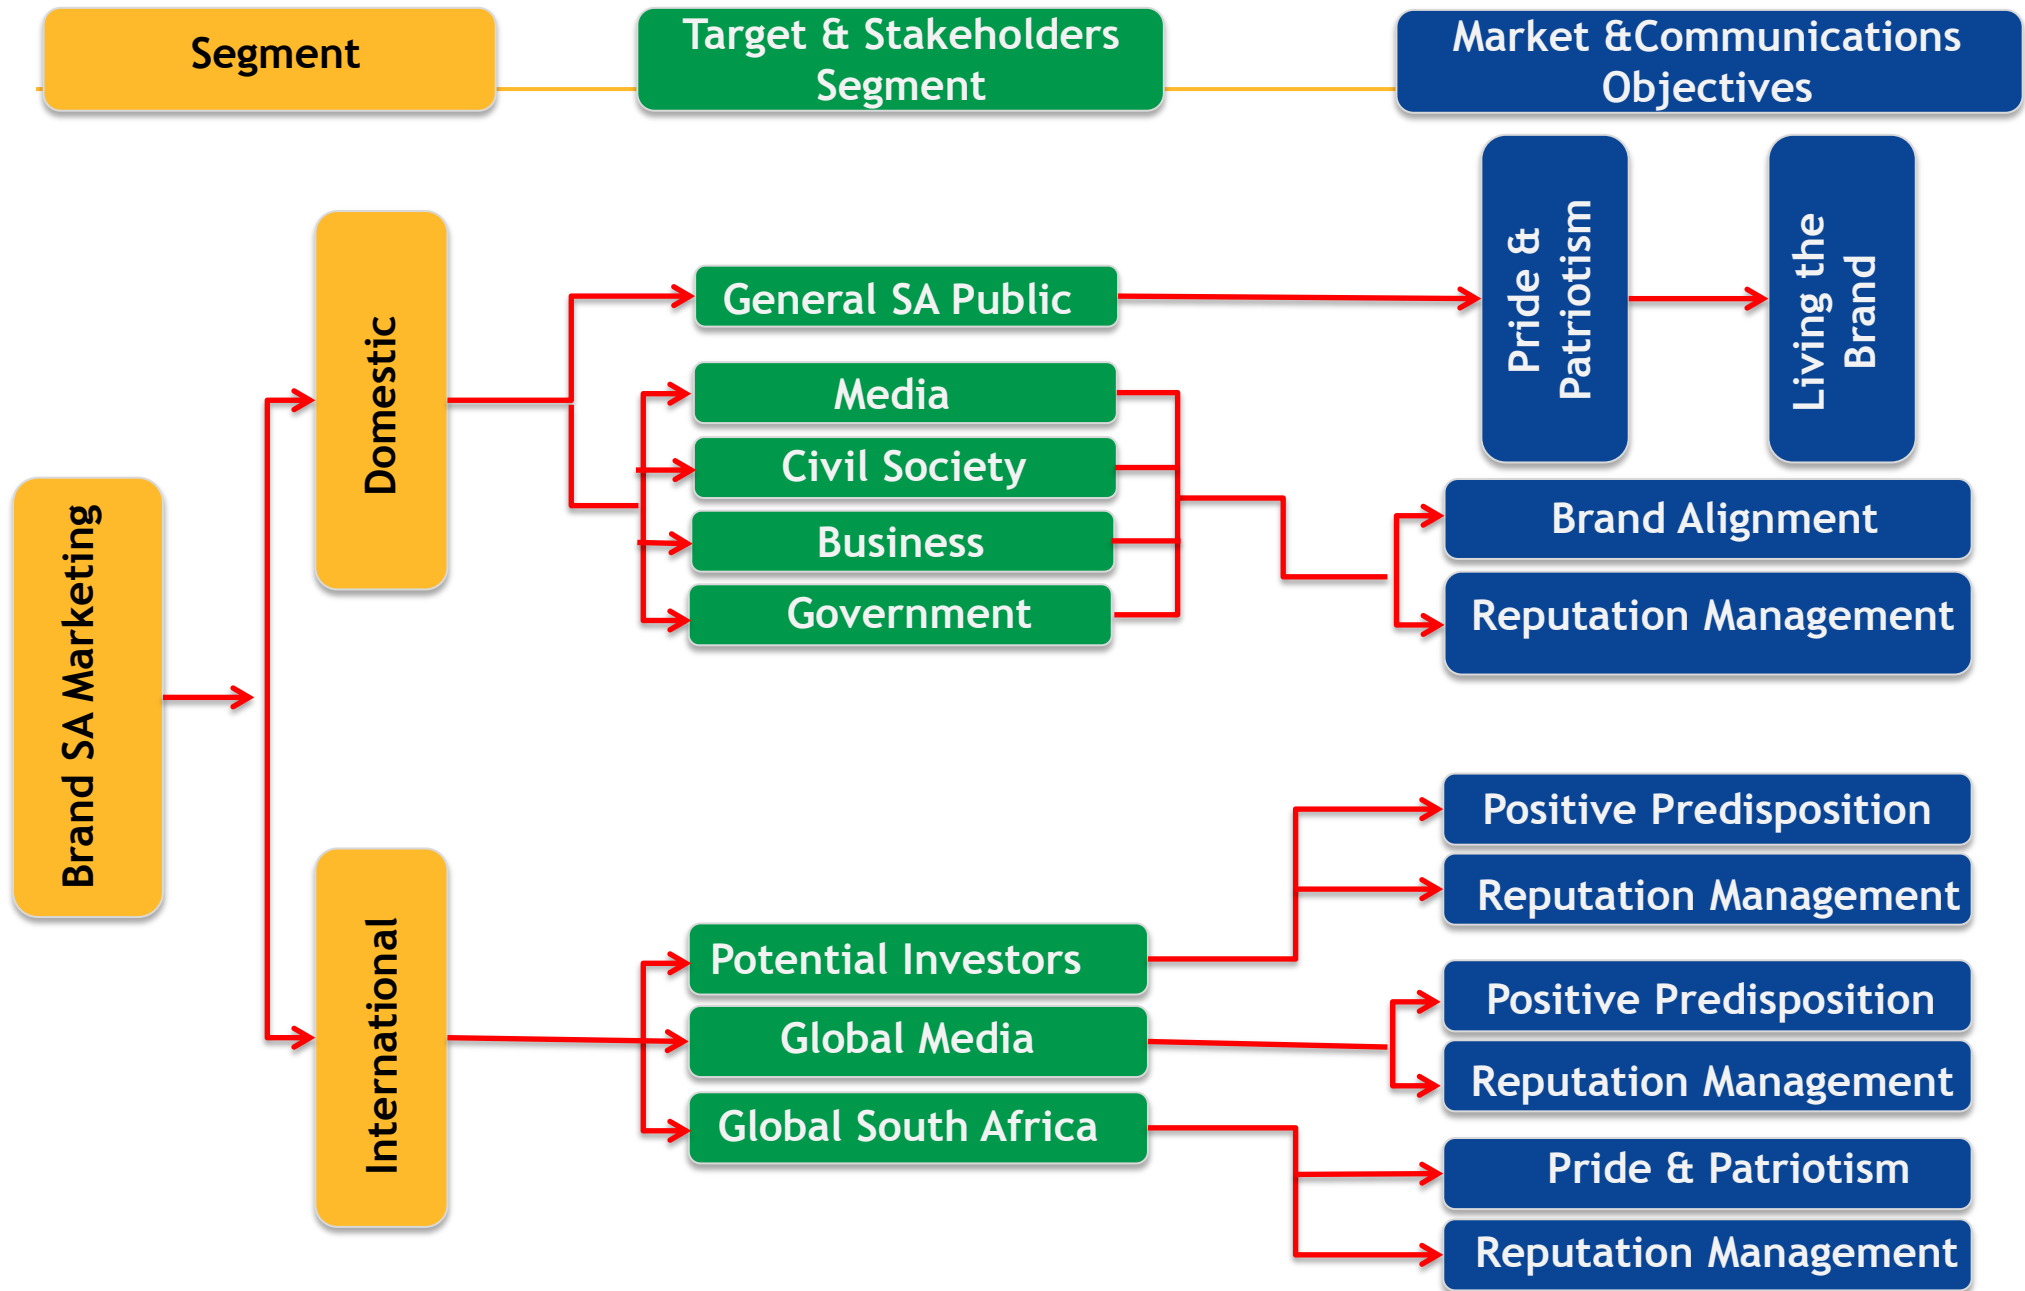 Segment
Target & Stakeholders
Segment
Market &Communications
Objectives
Brand SA Marketing
Domestic
General SA Public
Media
Civil Society
Business
Government
Pride &
Patriotism
Living the
Brand
Brand Alignment
Reputation Management
International
Potential Investors
Global Media
Global South Africa
Positive Predisposition
Reputation Management
Positive Predisposition
Reputation Management
Pride & Patriotism
Reputation Management